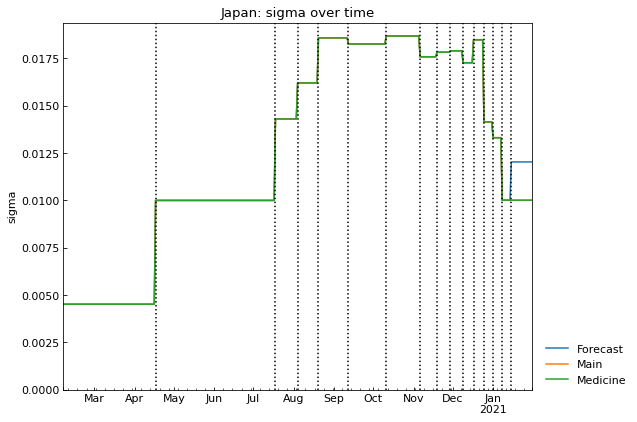 Japan: sigma over time
sigma
0.0175
0.0150
0.0125
0.0100
0.0075
0.0050
0.0025
0.0000
Mar Apr May Jun Jul Aug Sep Oct Nov Dec Jan
2021
Forecast
Main
Medicine